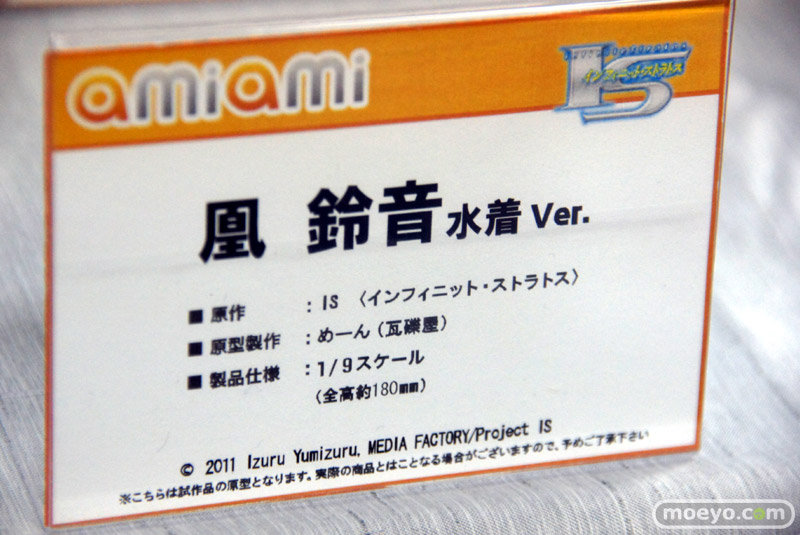 amiami
インフィニット・ストラトス
IS
凰 鈴音 水着 Ver.
■ 原作 : IS 〈インフィニット・ストラトス〉
■ 原型製作 : めーん (瓦礫屋)
■ 製品仕様 : 1/9スケール
(全高約180mm)
© 2011 Izuru Yumizuru, MEDIA FACTORY/Project IS
※こちらは試作品の原型となります。実際の商品とはことなる場合がございますので、予めご了承下さい
moeyo.com